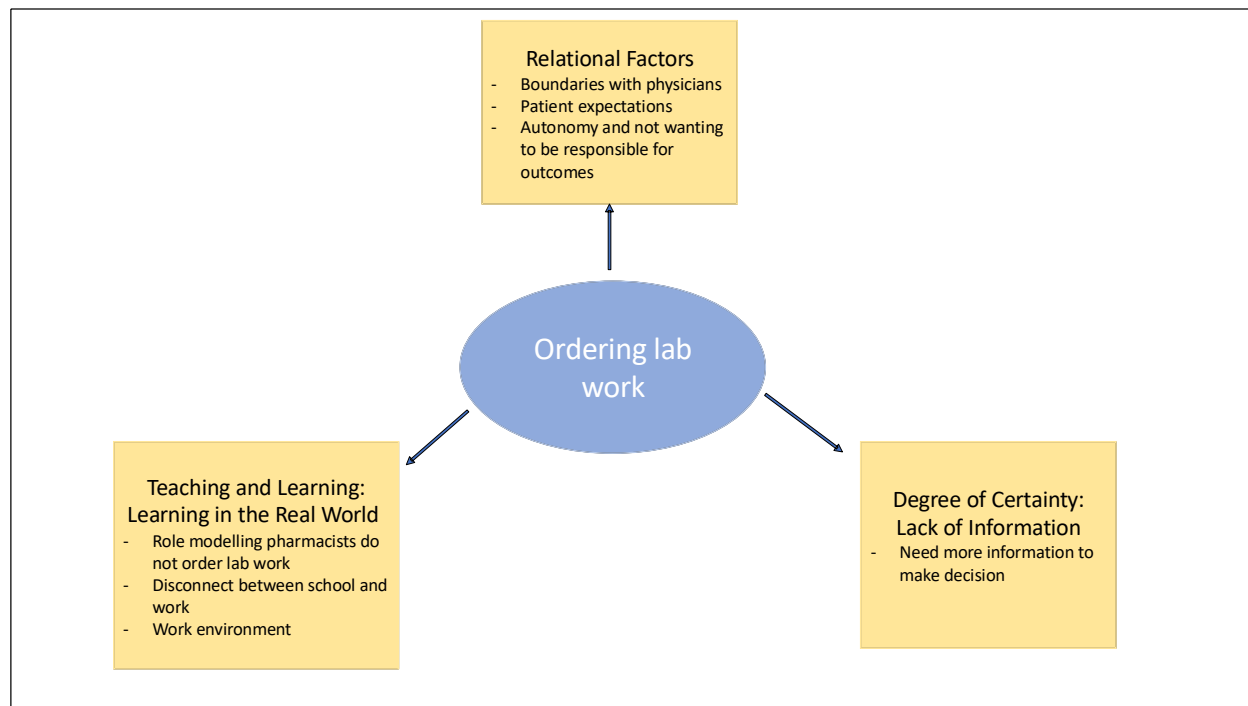 Relational Factors
- Boundaries with physicians
- Patient expectations
- Autonomy and not wanting
to be responsible for
outcomes
Ordering lab
work
Teaching and Learning:
Learning in the Real World
- Role modelling pharmacists do
not order lab work
- Disconnect between school and
work
- Work environment
Degree of Certainty:
Lack of Information
- Need more information to
make decision